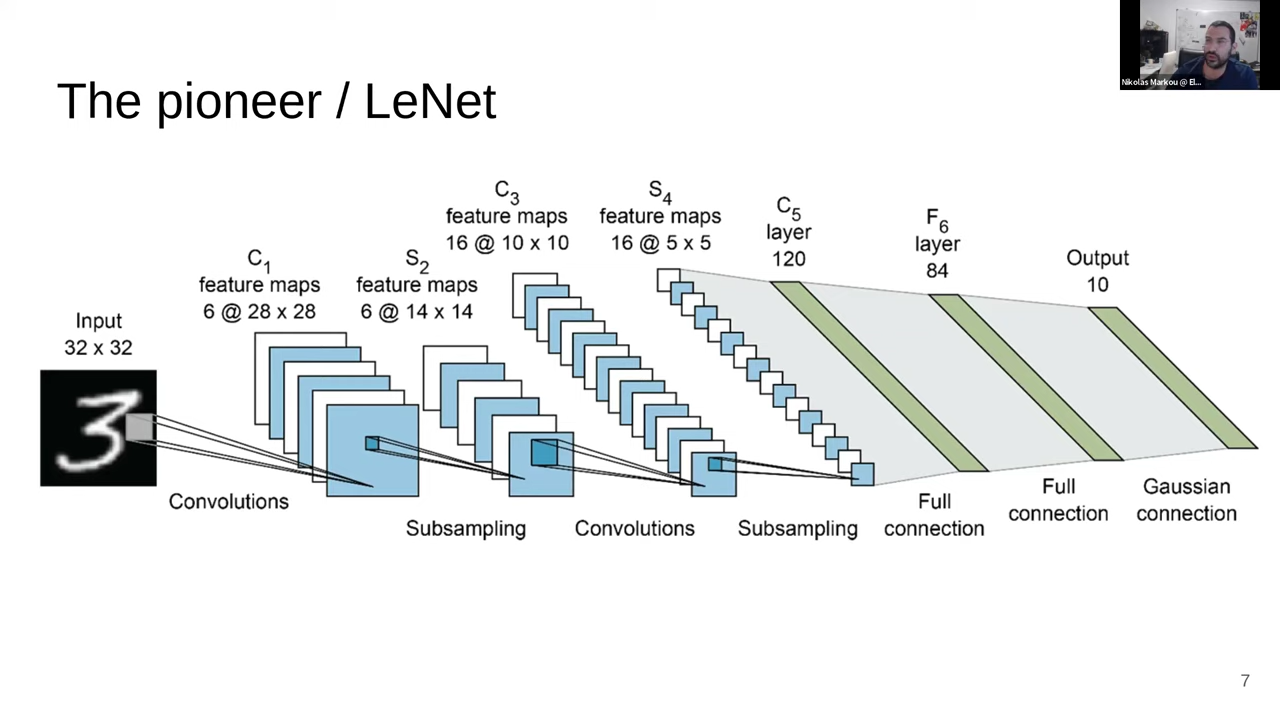 Nikolas Markou @ El...
The pioneer / LeNet
C3
feature maps
16 @ 10 x 10
S4
feature maps
16 @ 5 x 5
C5
layer
120
F6
layer
84
C1
feature maps
6 @ 28 x 28
S2
feature maps
6 @ 14 x 14
Output
10
Input
32 x 32
3
Convolutions
Subsampling
Convolutions
Subsampling
Full
connection
Full
connection
Gaussian
connection
7